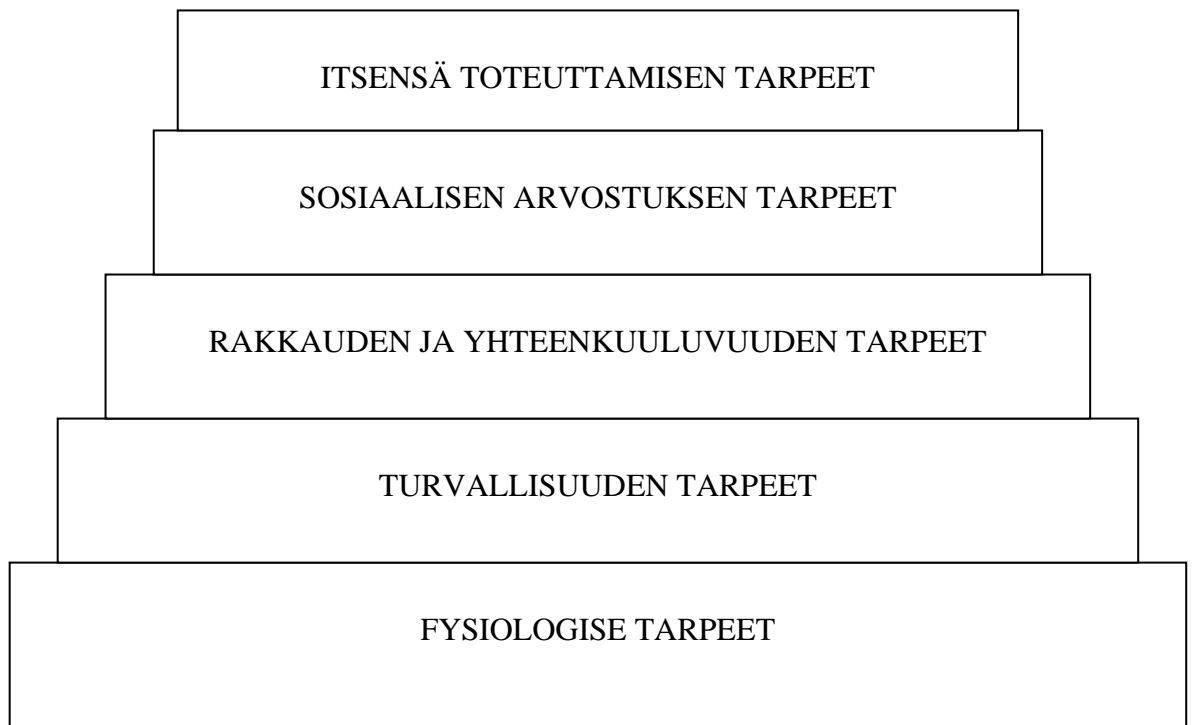 ITSENSÄ TOTEUTTAMISEN TARPEET
SOSIAALISEN ARVOSTUKSEN TARPEET
RAKKAUDEN JA YHTEENKUULUVUUDEN TARPEET
TURVALLISUUDEN TARPEET
FYSIOLOGISE TARPEET